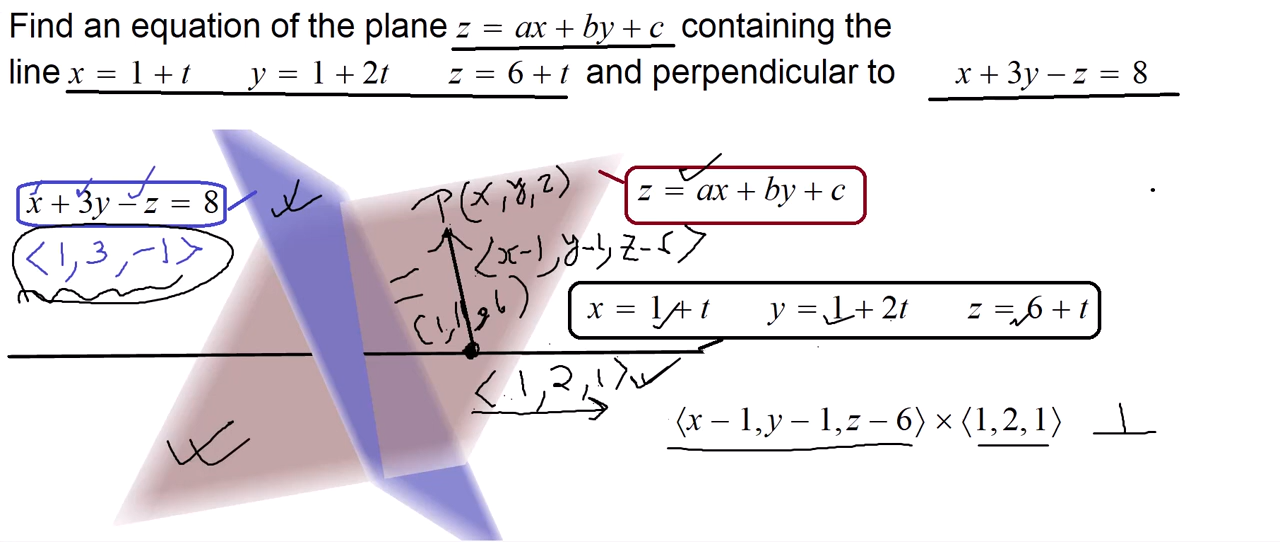 Find an equation of the plane z = ax + by + c containing the
line x = 1 + t y = 1 + 2t z = 6 + t and perpendicular to x + 3y − z = 8
x + 3y − z = 8
⟨1, 3, −1⟩
P(x, y, z)
z = ax + by + c
⟨x−1, y−1, z−5⟩
(1, 1, 6)
x = 1 + t y = 1 + 2t z = 6 + t
⟨1, 2, 1⟩
⟨x − 1, y − 1, z − 6⟩ × ⟨1, 2, 1⟩ ⊥